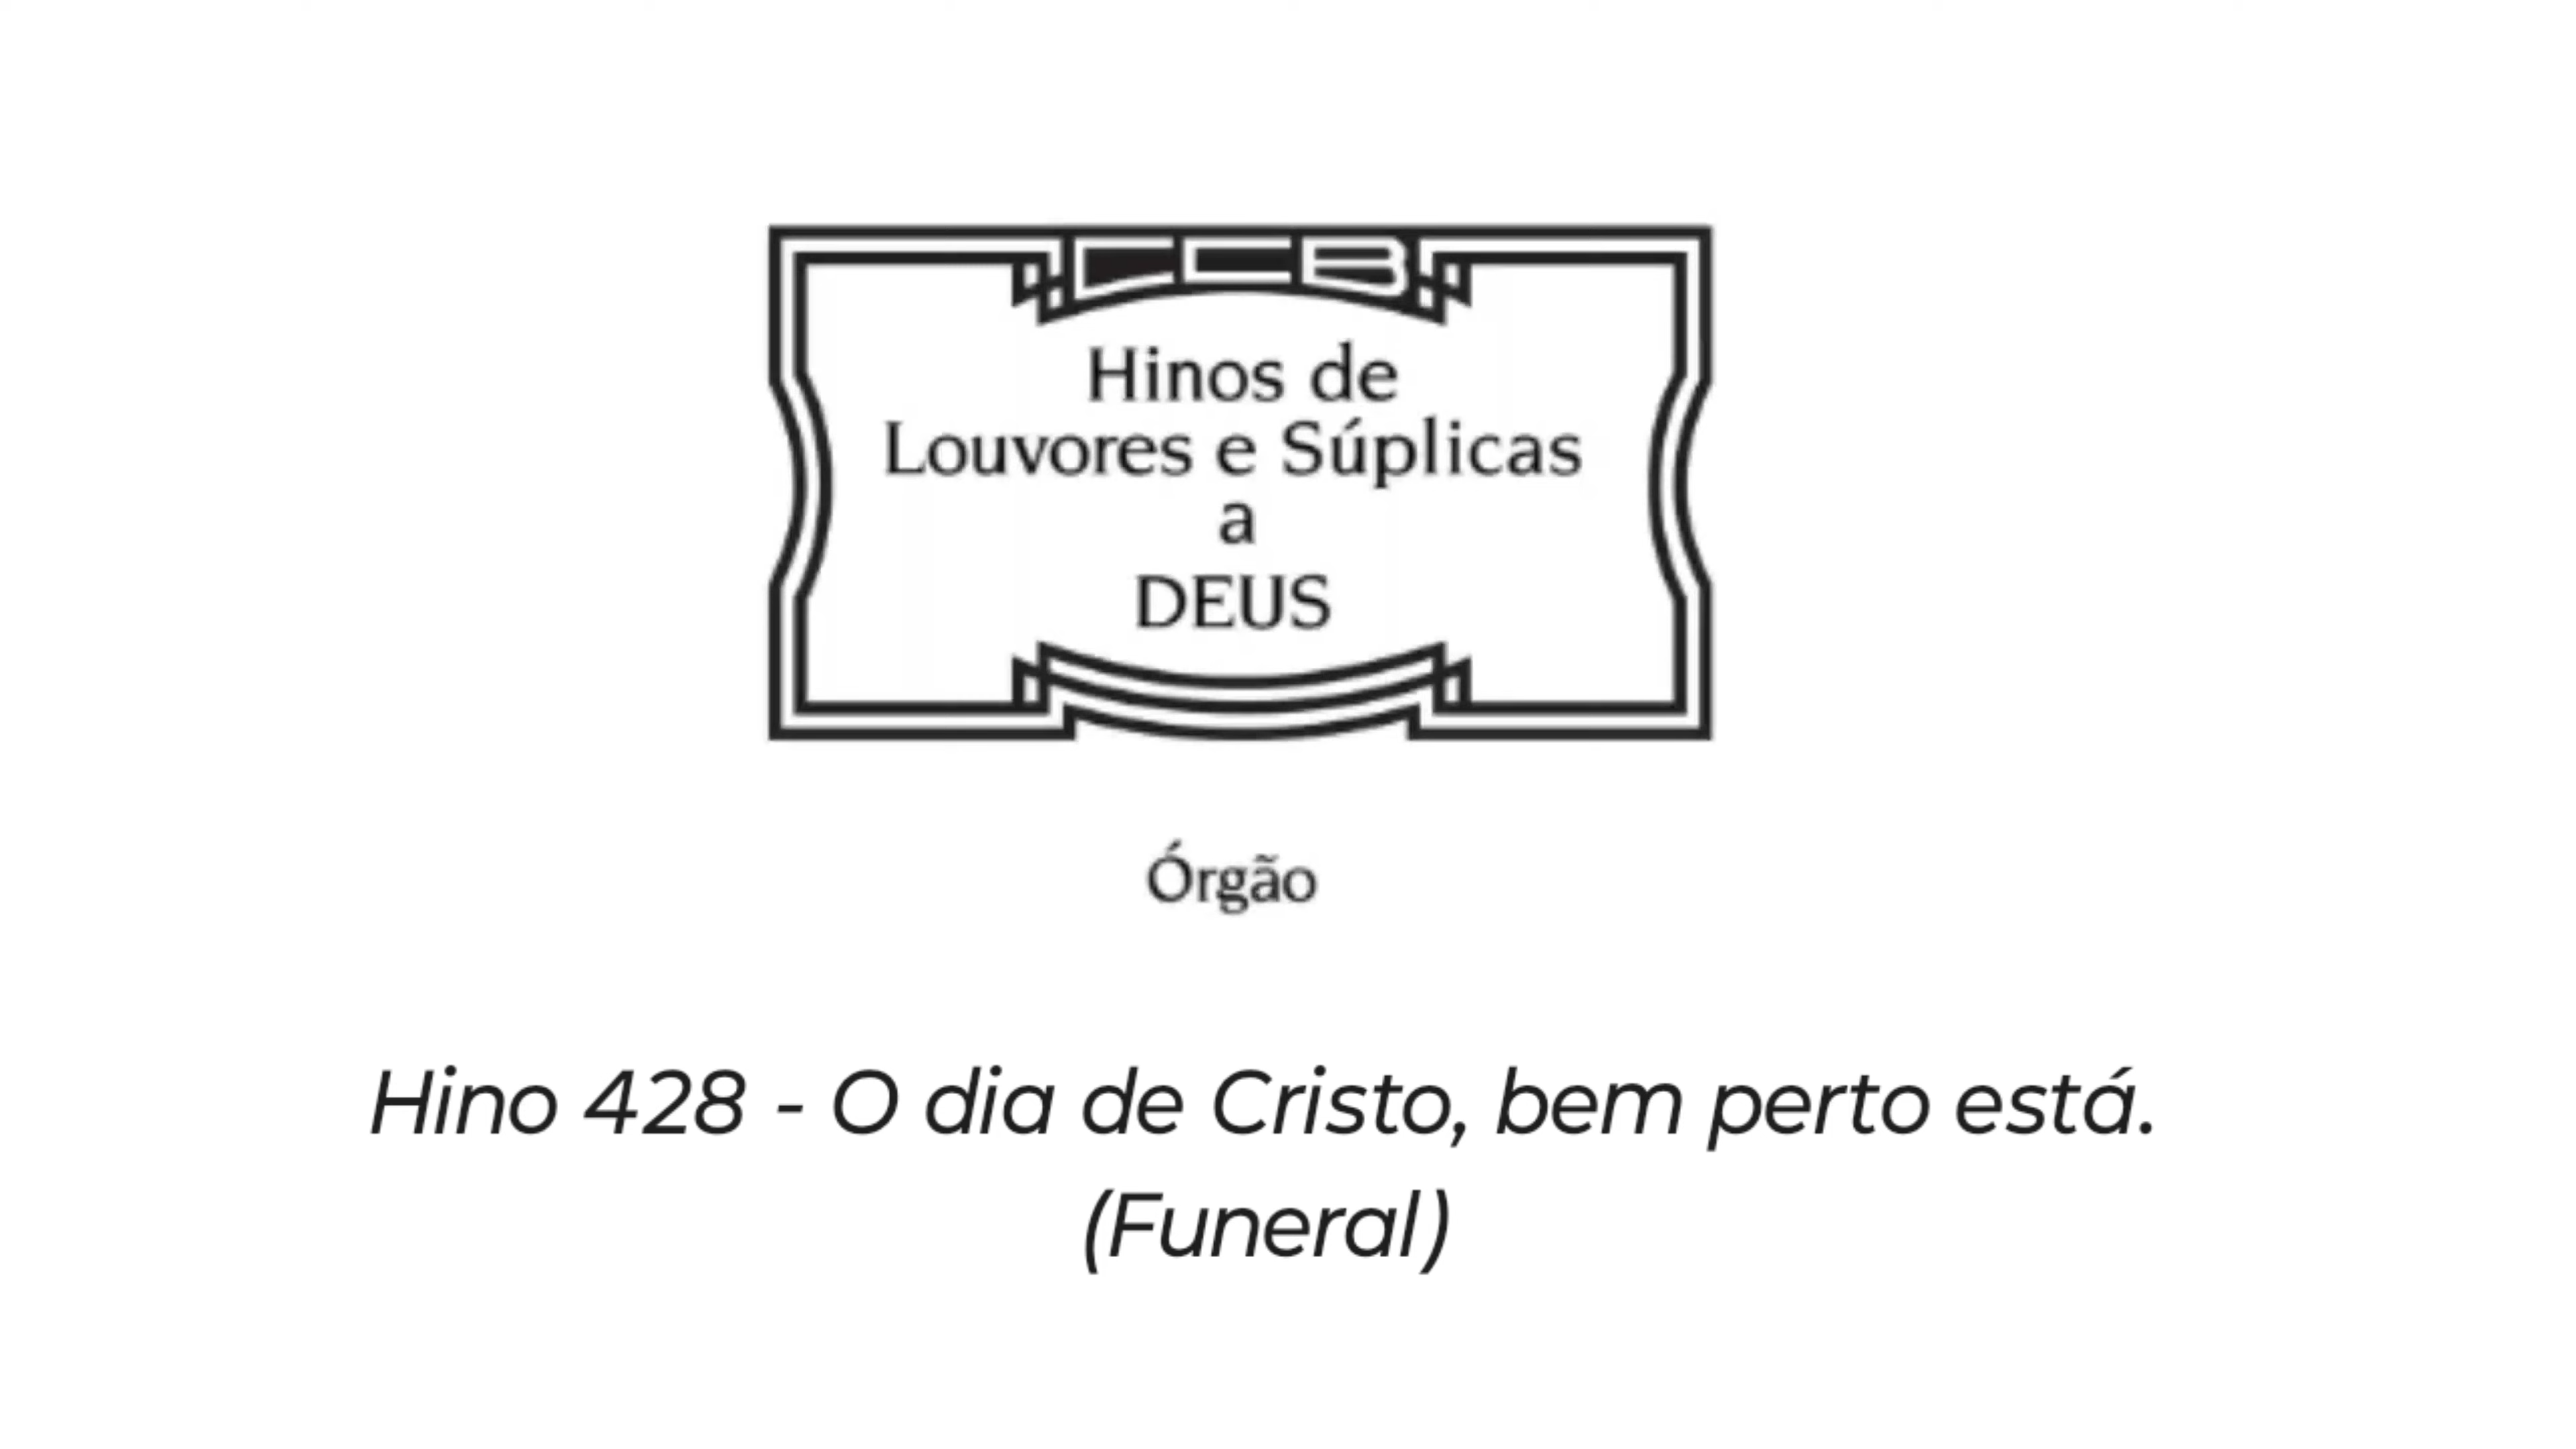 CCB
Hinos de
Louvores e Súplicas
a
DEUS
Órgão
Hino 428 - O dia de Cristo, bem perto está.
(Funeral)